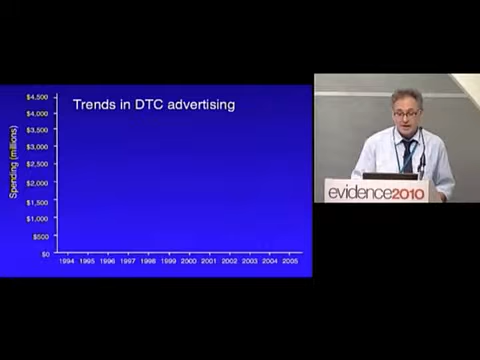 Trends in DTC advertising
Spending (millions)
$4,500
$4,000
$3,500
$3,000
$2,500
$2,000
$1,500
$1,000
$500
$0
1994 1995 1996 1997 1998 1999 2000 2001 2002 2003 2004 2005
evidence2010